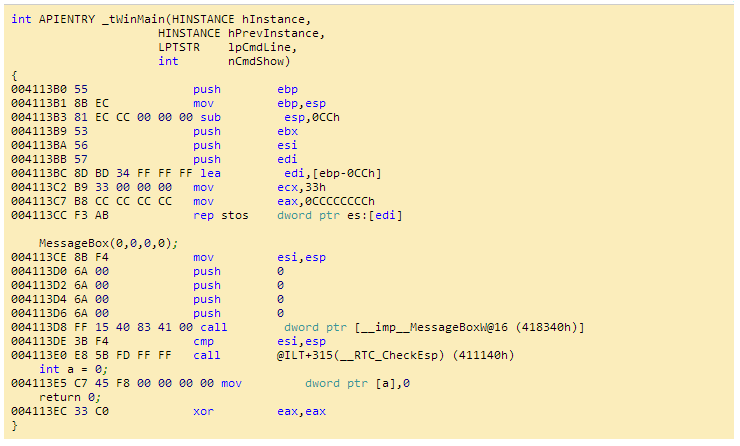 int APIENTRY _tWinMain(HINSTANCE hInstance,
                      HINSTANCE hPrevInstance,
                      LPTSTR    lpCmdLine,
                      int       nCmdShow)
{
004113B0 55               push        ebp
004113B1 8B EC            mov         ebp,esp
004113B3 81 EC CC 00 00 00 sub         esp,0CCh
004113B9 53               push        ebx
004113BA 56               push        esi
004113BB 57               push        edi
004113BC 8D BD 34 FF FF FF lea         edi,[ebp-0CCh]
004113C2 B9 33 00 00 00   mov         ecx,33h
004113C7 B8 CC CC CC CC   mov         eax,0CCCCCCCCh
004113CC F3 AB            rep stos    dword ptr es:[edi]
    MessageBox(0,0,0,0);
004113CE 8B F4            mov         esi,esp
004113D0 6A 00            push        0
004113D2 6A 00            push        0
004113D4 6A 00            push        0
004113D6 6A 00            push        0
004113D8 FF 15 40 83 41 00 call        dword ptr [__imp__MessageBoxW@16 (418340h)]
004113DE 3B F4            cmp         esi,esp
004113E0 E8 5B FD FF FF   call        @ILT+315(__RTC_CheckEsp) (411140h)
    int a = 0;
004113E5 C7 45 F8 00 00 00 00 mov         dword ptr [a],0
    return 0;
004113EC 33 C0            xor         eax,eax
}